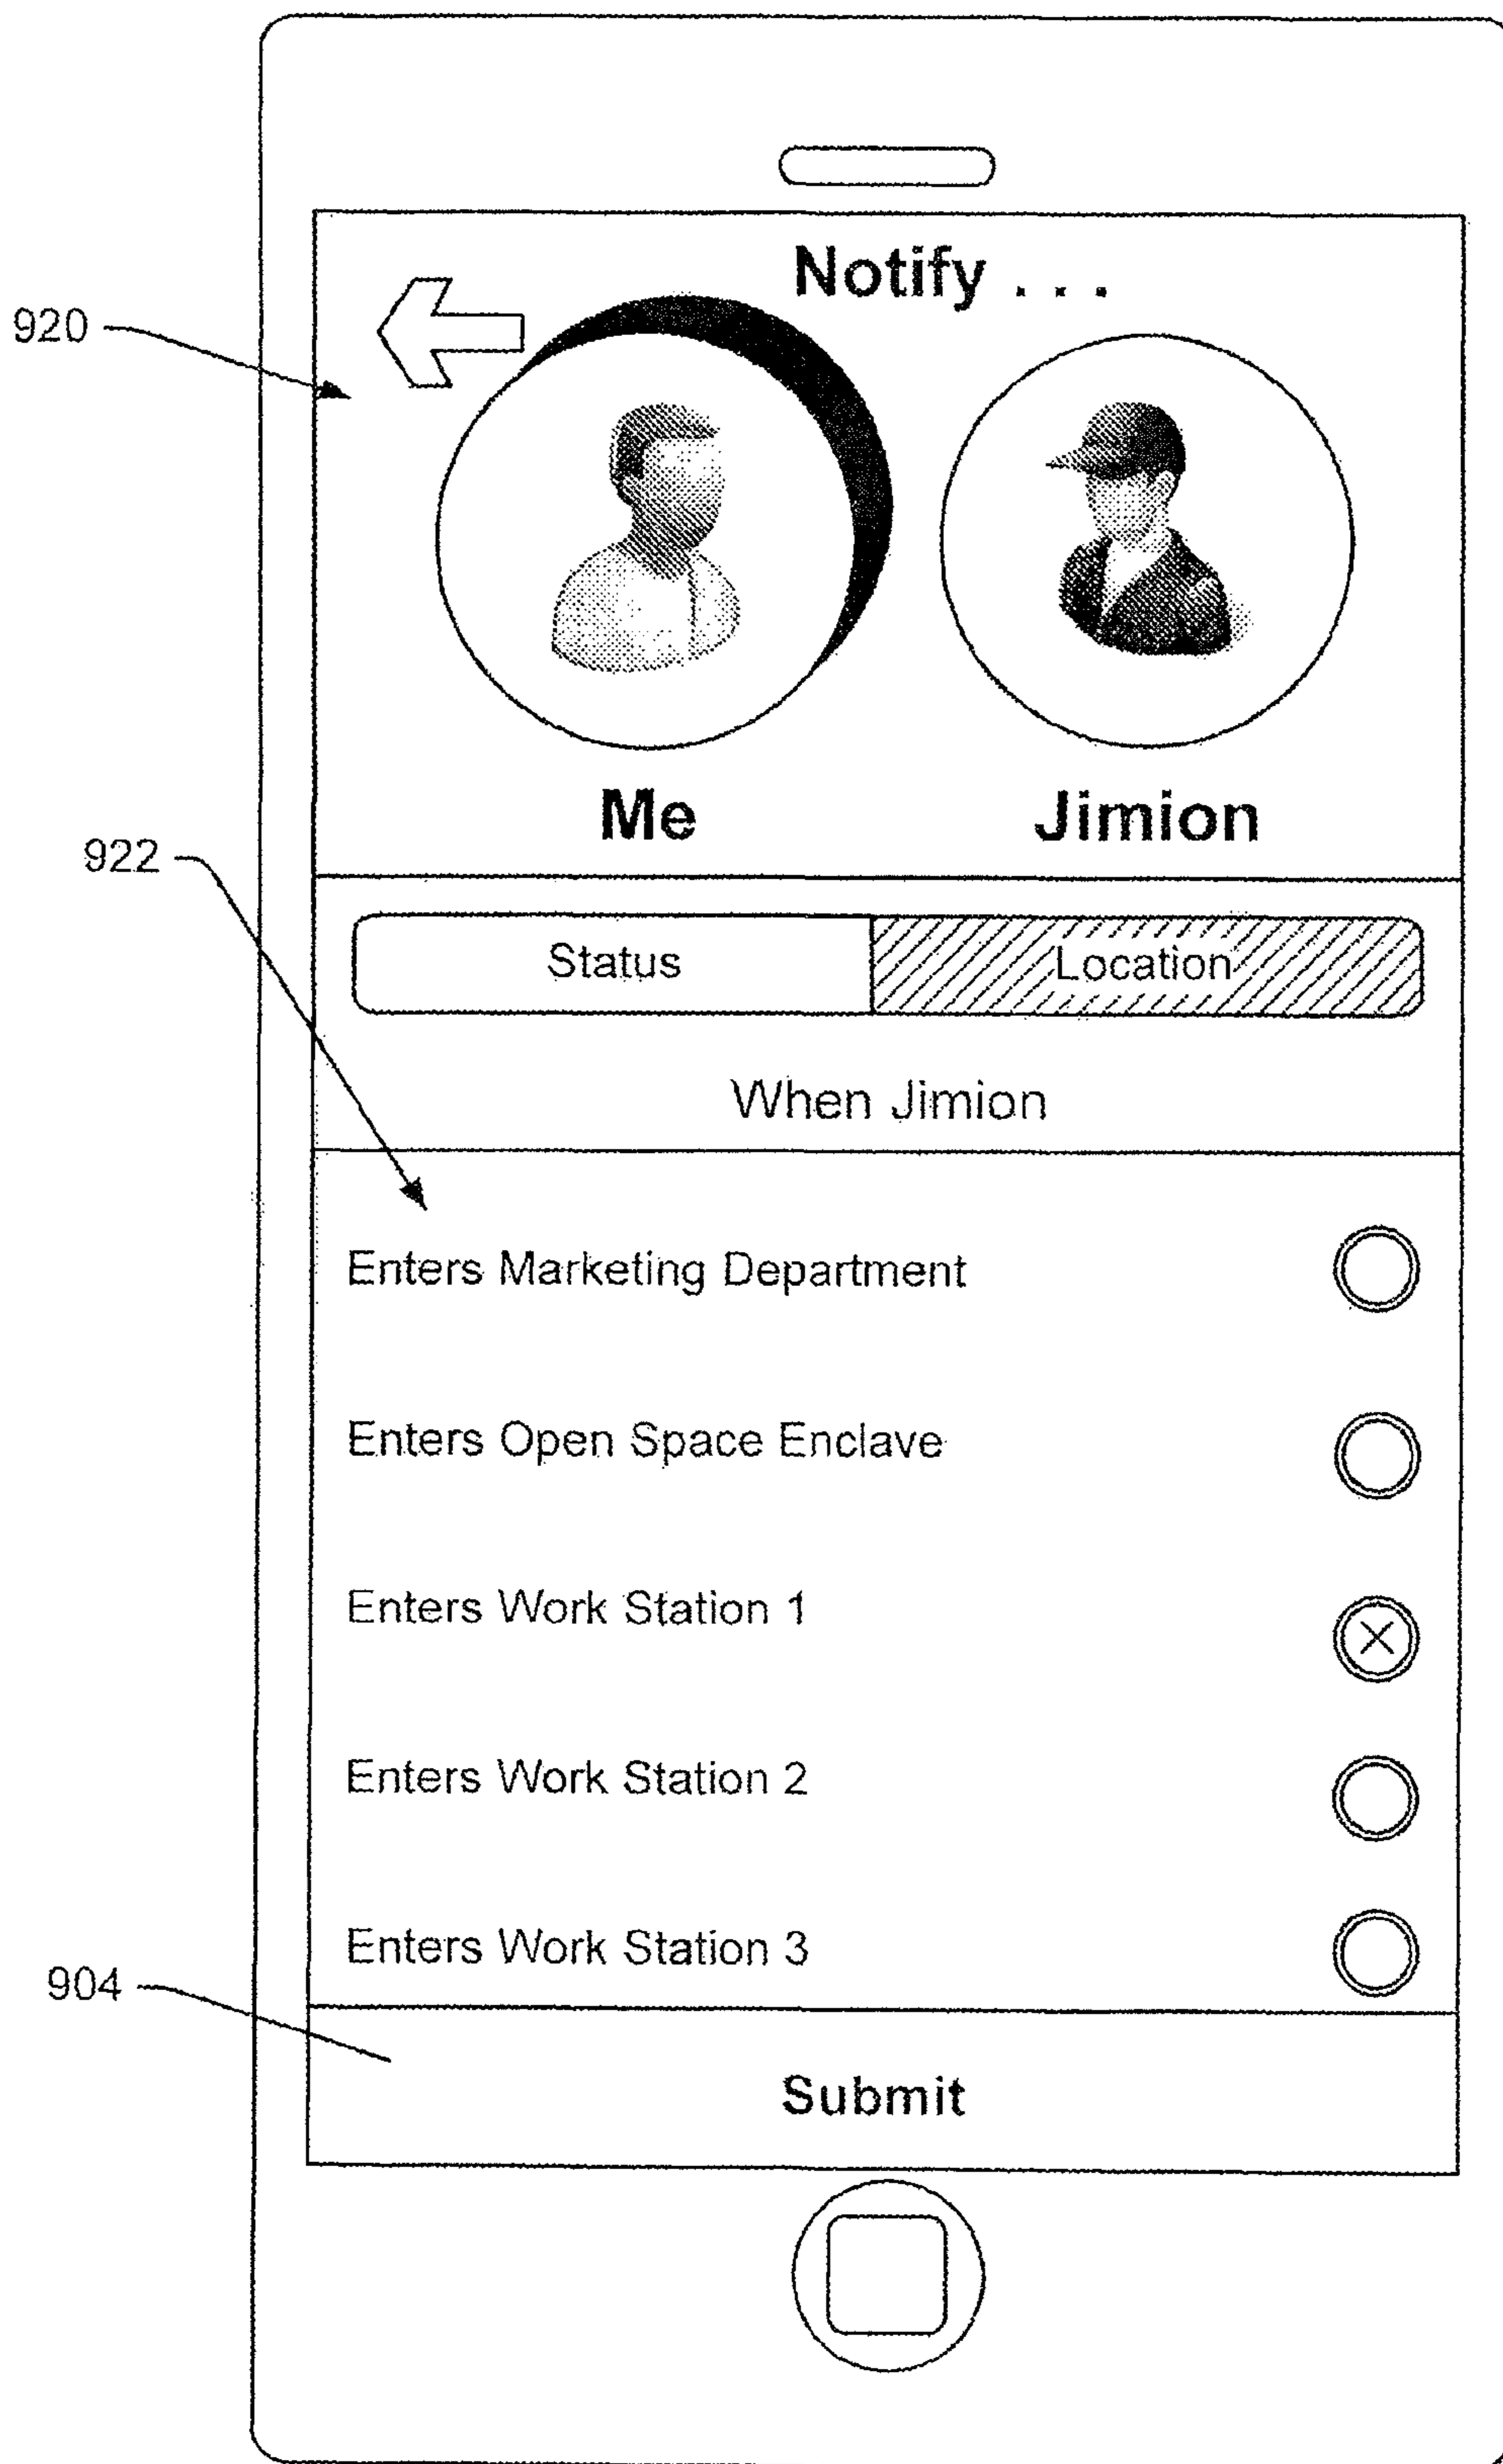 Notify . . .
920
Me Jimion
922
Status Location
When Jimion
Enters Marketing Department
Enters Open Space Enclave
Enters Work Station 1
Enters Work Station 2
Enters Work Station 3
904
Submit